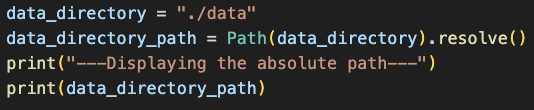 data_directory = "./data"
data_directory_path = Path(data_directory).resolve()
print("---Displaying the absolute path---")
print(data_directory_path)